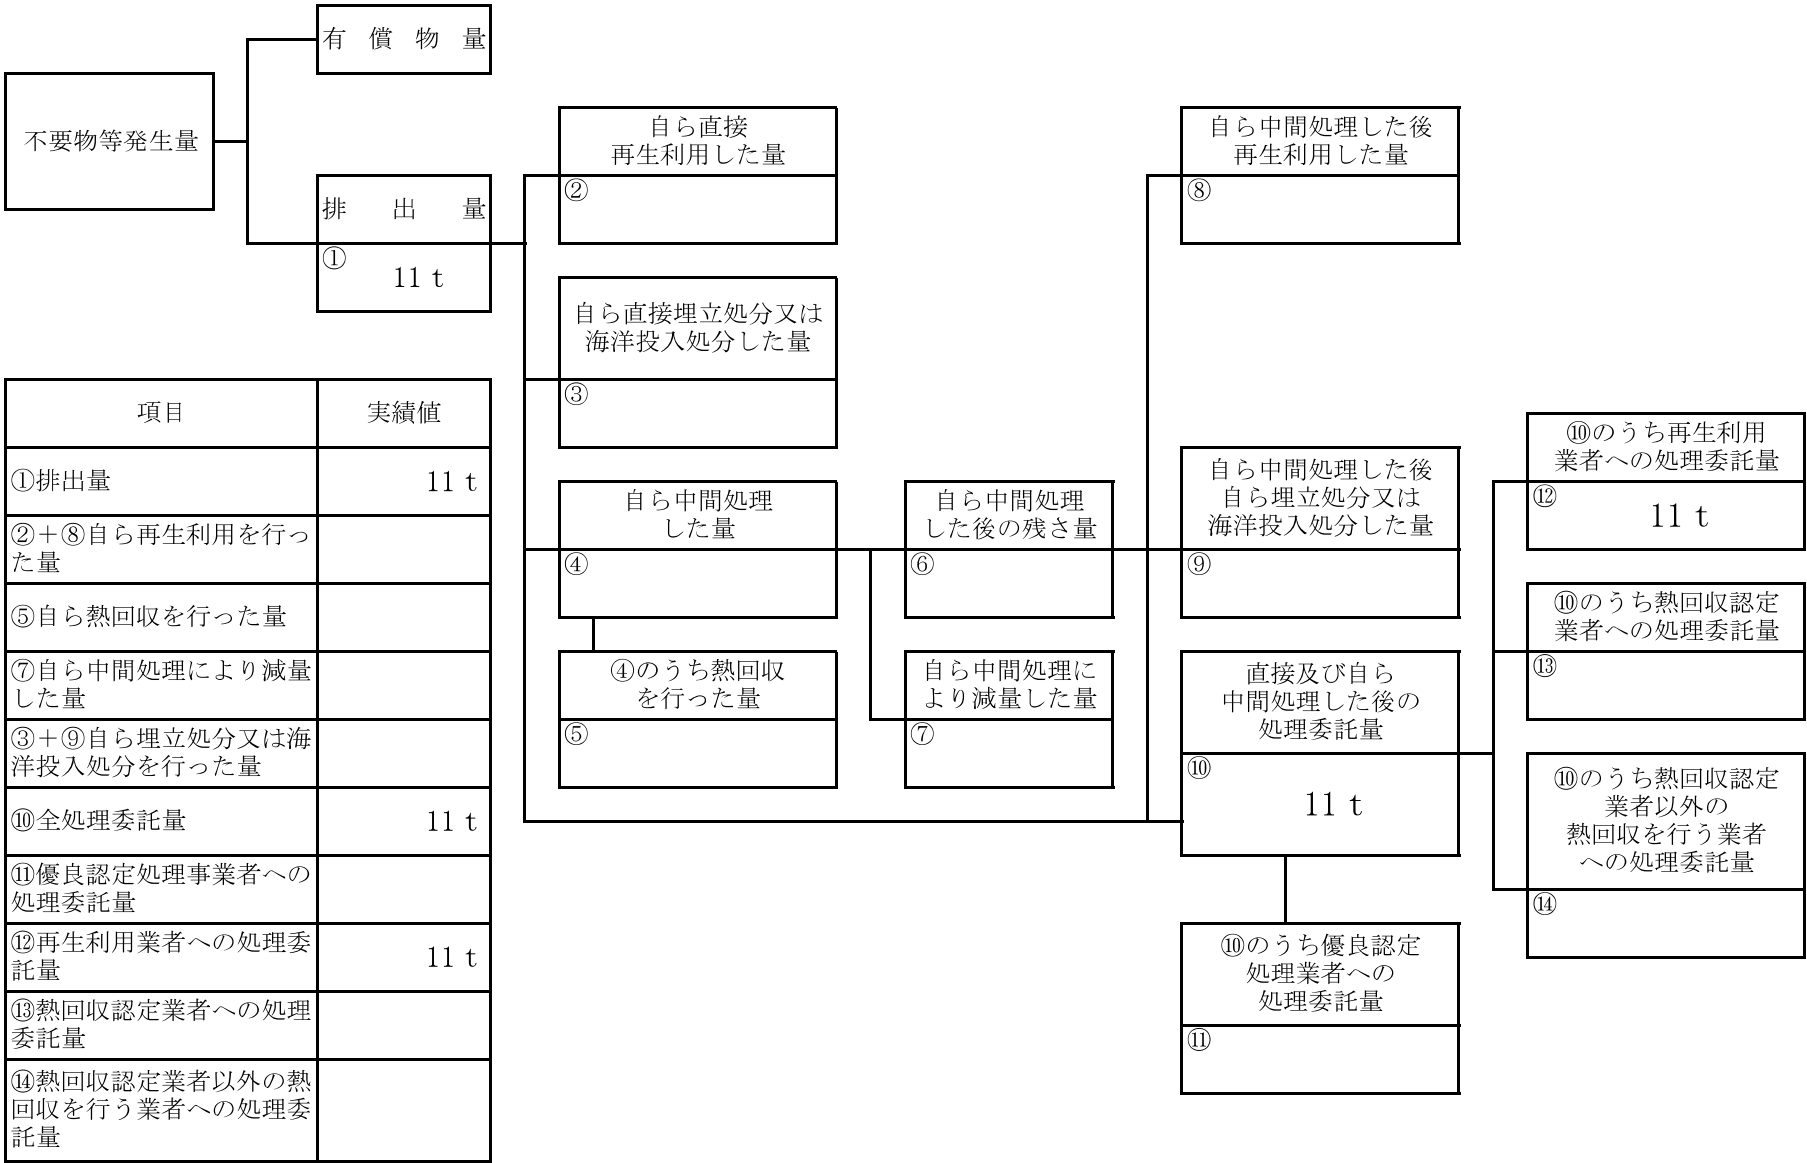 有償物量
不要物等発生量
排出量
①
11 t
自ら直接
再生利用した量
②
自ら直接埋立処分又は
海洋投入処分した量
③
自ら中間処理
した量
④
④のうち熱回収
を行った量
⑤
自ら中間処理
した後の残さ量
⑥
自ら中間処理に
より減量した量
⑦
自ら中間処理した後
再生利用した量
⑧
自ら中間処理した後
自ら埋立処分又は
海洋投入処分した量
⑨
直接及び自ら
中間処理した後の
処理委託量
⑩
11 t
⑩のうち優良認定
処理業者への
処理委託量
⑪
⑩のうち再生利用
業者への処理委託量
⑫
11 t
⑩のうち熱回収認定
業者への処理委託量
⑬
⑩のうち熱回収認定
業者以外の
熱回収を行う業者
への処理委託量
⑭
項目 実績値
①排出量 11 t
②＋⑧自ら再生利用を行っ
た量
⑤自ら熱回収を行った量
⑦自ら中間処理により減量
した量
③＋⑨自ら埋立処分又は海
洋投入処分を行った量
⑩全処理委託量 11 t
⑪優良認定処理事業者への
処理委託量
⑫再生利用業者への処理委
託量 11 t
⑬熱回収認定業者への処理
委託量
⑭熱回収認定業者以外の熱
回収を行う業者への処理委
託量